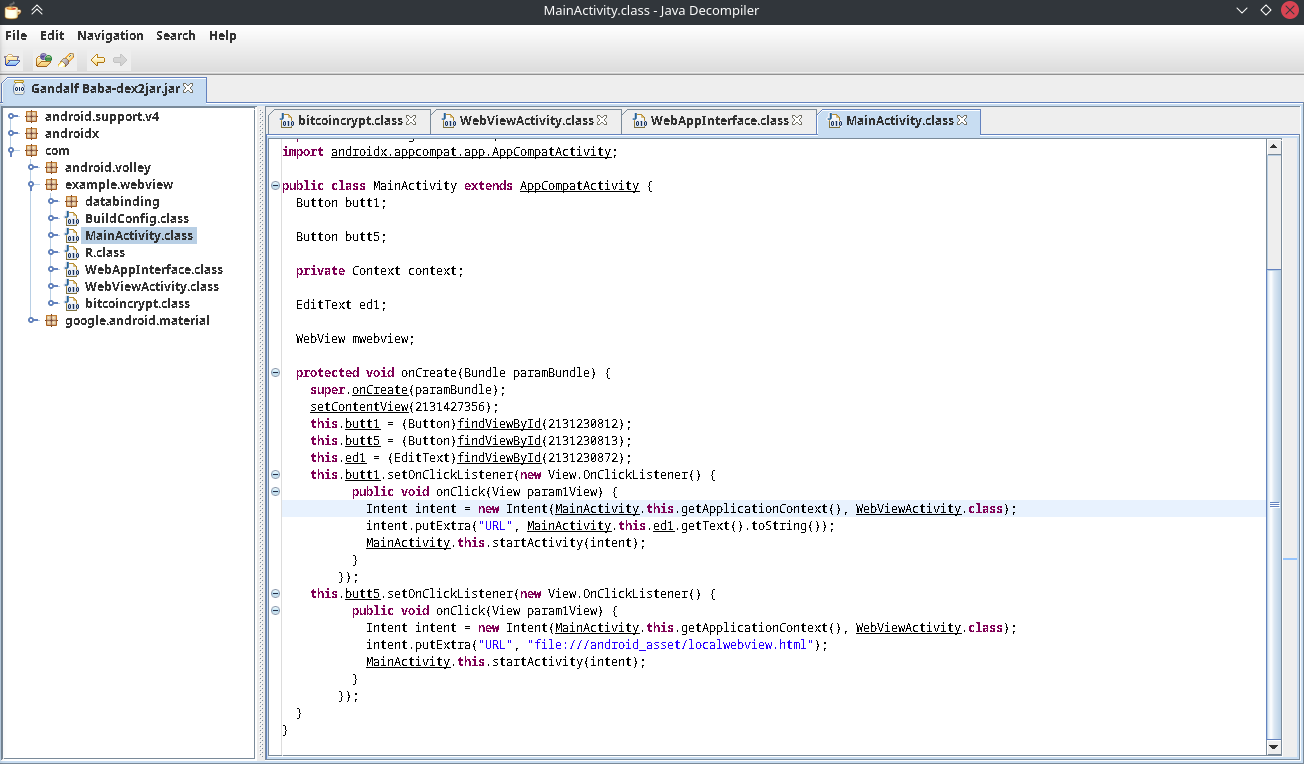 MainActivity.class - Java Decompiler
File Edit Navigation Search Help
Gandalf Baba-dex2jar.jar
android.support.v4
androidx
com
android.volley
example.webview
databinding
BuildConfig.class
MainActivity.class
R.class
WebAppInterface.class
WebViewActivity.class
bitcoincrypt.class
google.android.material
bitcoincrypt.class WebViewActivity.class WebAppInterface.class MainActivity.class
import androidx.appcompat.app.AppCompatActivity;
public class MainActivity extends AppCompatActivity {
Button butt1;
Button butt5;
private Context context;
EditText ed1;
WebView mwebview;
protected void onCreate(Bundle paramBundle) {
super.onCreate(paramBundle);
setContentView(2131427356);
this.butt1 = (Button)findViewById(2131230812);
this.butt5 = (Button)findViewById(2131230813);
this.ed1 = (EditText)findViewById(2131230872);
this.butt1.setOnClickListener(new View.OnClickListener() {
public void onClick(View param1View) {
Intent intent = new Intent(MainActivity.this.getApplicationContext(), WebViewActivity.class);
intent.putExtra("URL", MainActivity.this.ed1.getText().toString());
MainActivity.this.startActivity(intent);
}
});
this.butt5.setOnClickListener(new View.OnClickListener() {
public void onClick(View param1View) {
Intent intent = new Intent(MainActivity.this.getApplicationContext(), WebViewActivity.class);
intent.putExtra("URL", "file:///android_asset/localwebview.html");
MainActivity.this.startActivity(intent);
}
});
}
}